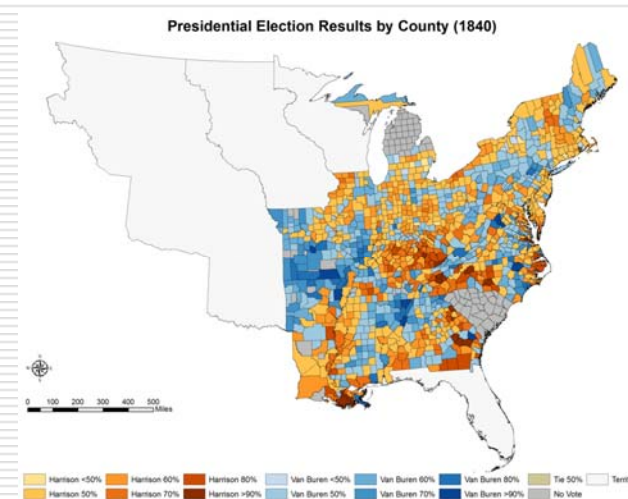 Presidential Election Results by County (1840)
0 100 200 300 400 500
Miles
Harrison <50% Harrison 60% Harrison 80% Van Buren <50% Van Buren 60% Van Buren 80% Tie 50% Terri
Harrison 50% Harrison 70% Harrison >90% Van Buren 50% Van Buren 70% Van Buren >90% No Vote